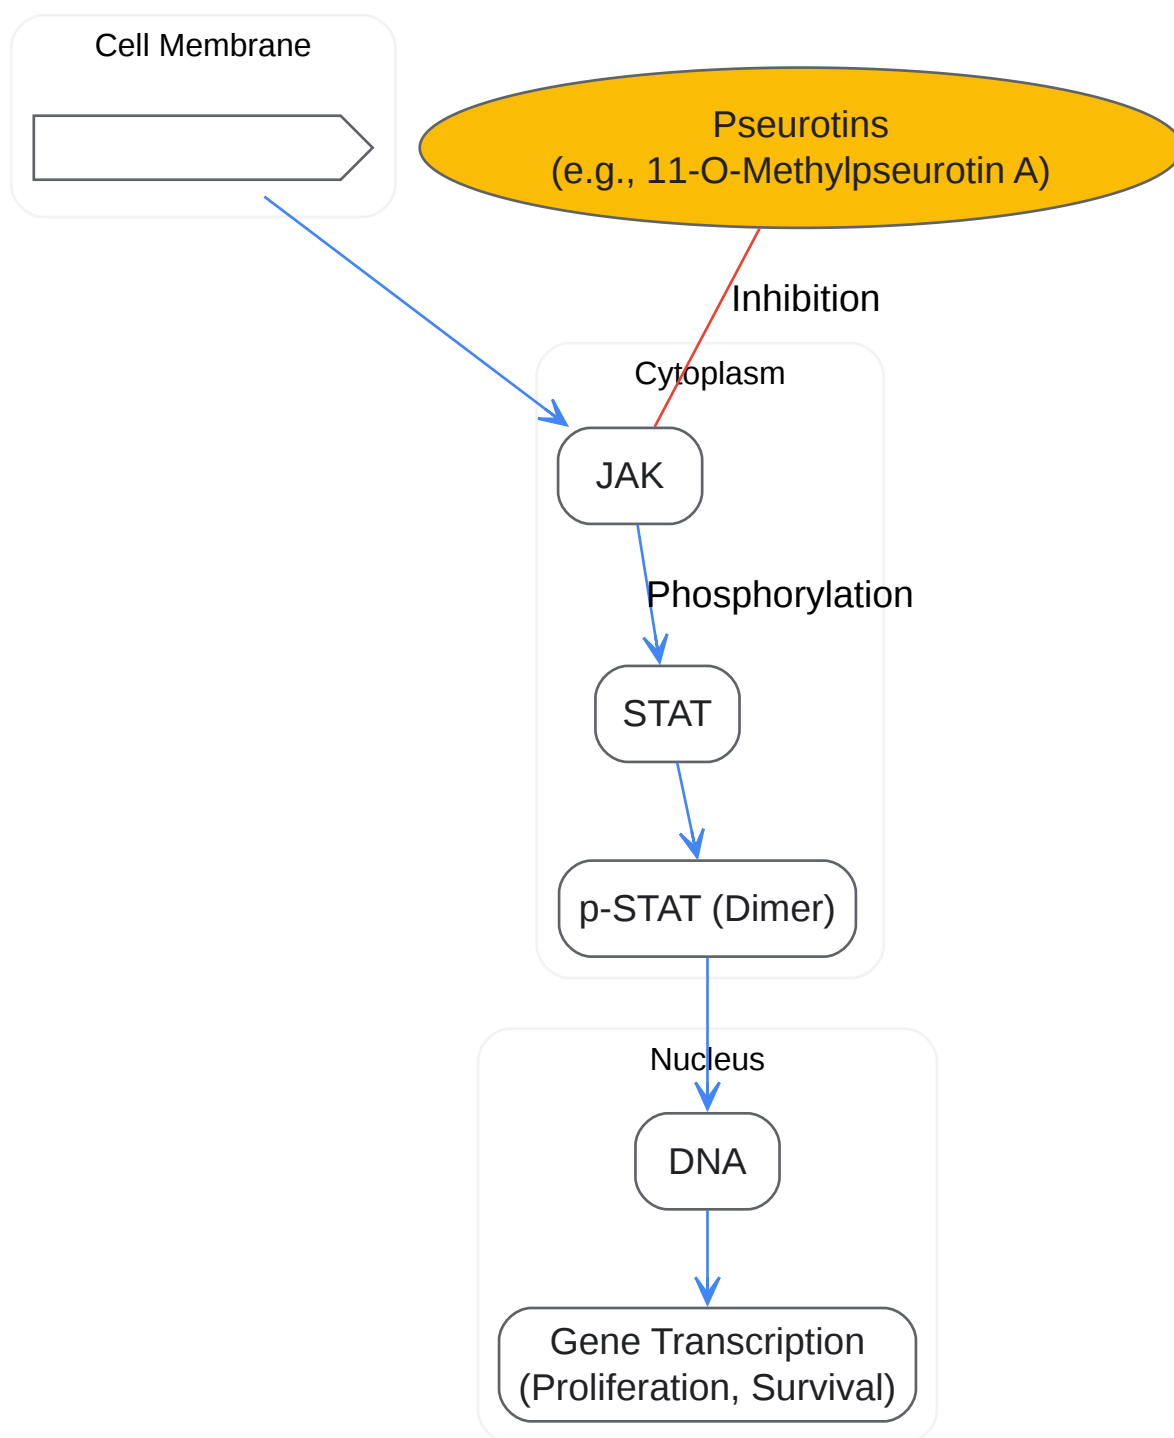 Cell Membrane
Pseurotins
(e.g., 11-O-Methylpseurotin A)
Inhibition
Cytoplasm
JAK
Phosphorylation
STAT
p-STAT (Dimer)
Nucleus
DNA
Gene Transcription
(Proliferation, Survival)